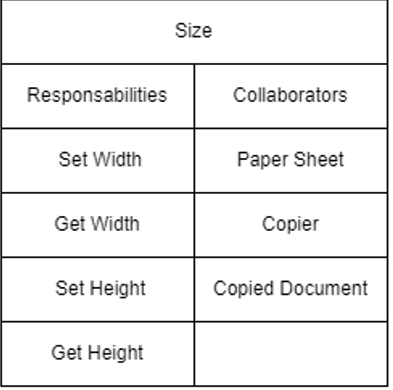 Size
Responsabilities Collaborators
Set Width Paper Sheet
Get Width Copier
Set Height Copied Document
Get Height